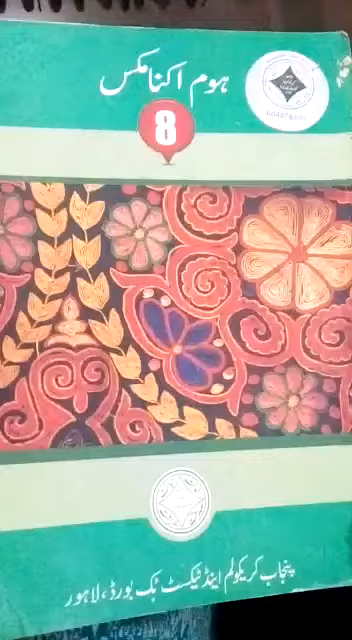 ہوم اکنامکس
8
پنجاب کریکولم اینڈ ٹیکسٹ بک بورڈ، لاہور